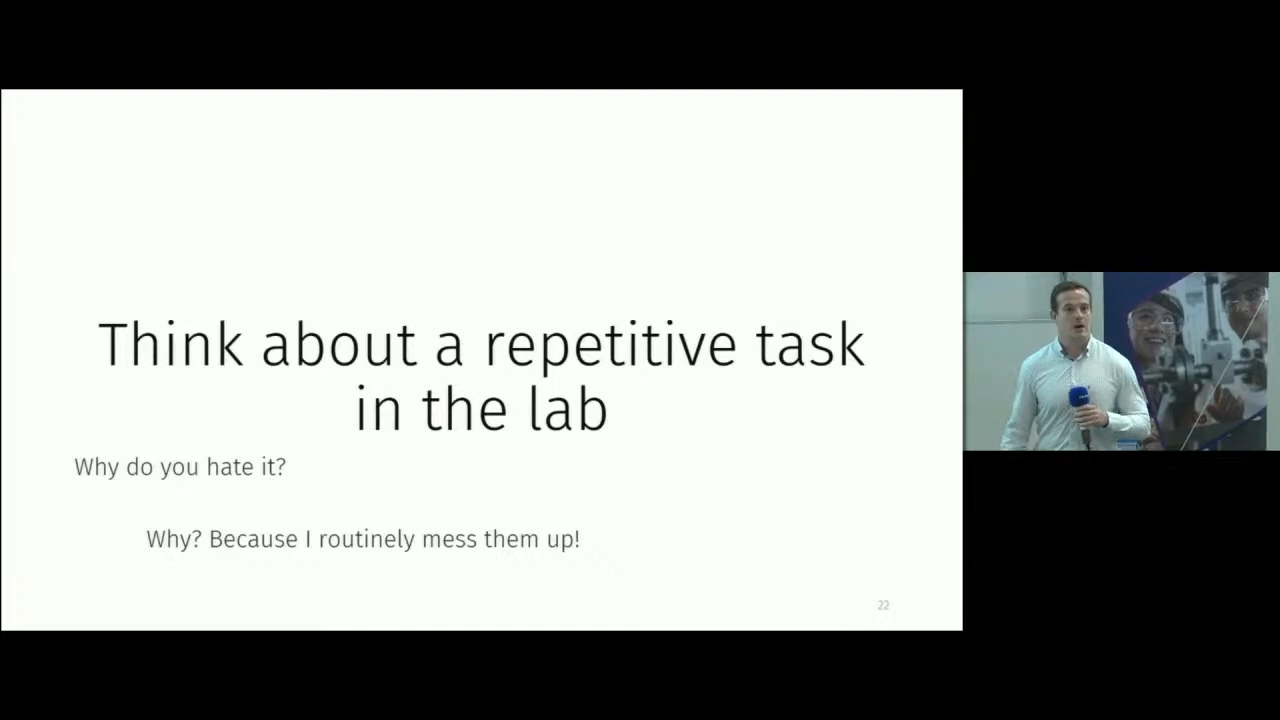 Think about a repetitive task
in the lab
Why do you hate it?
Why? Because I routinely mess them up!
22